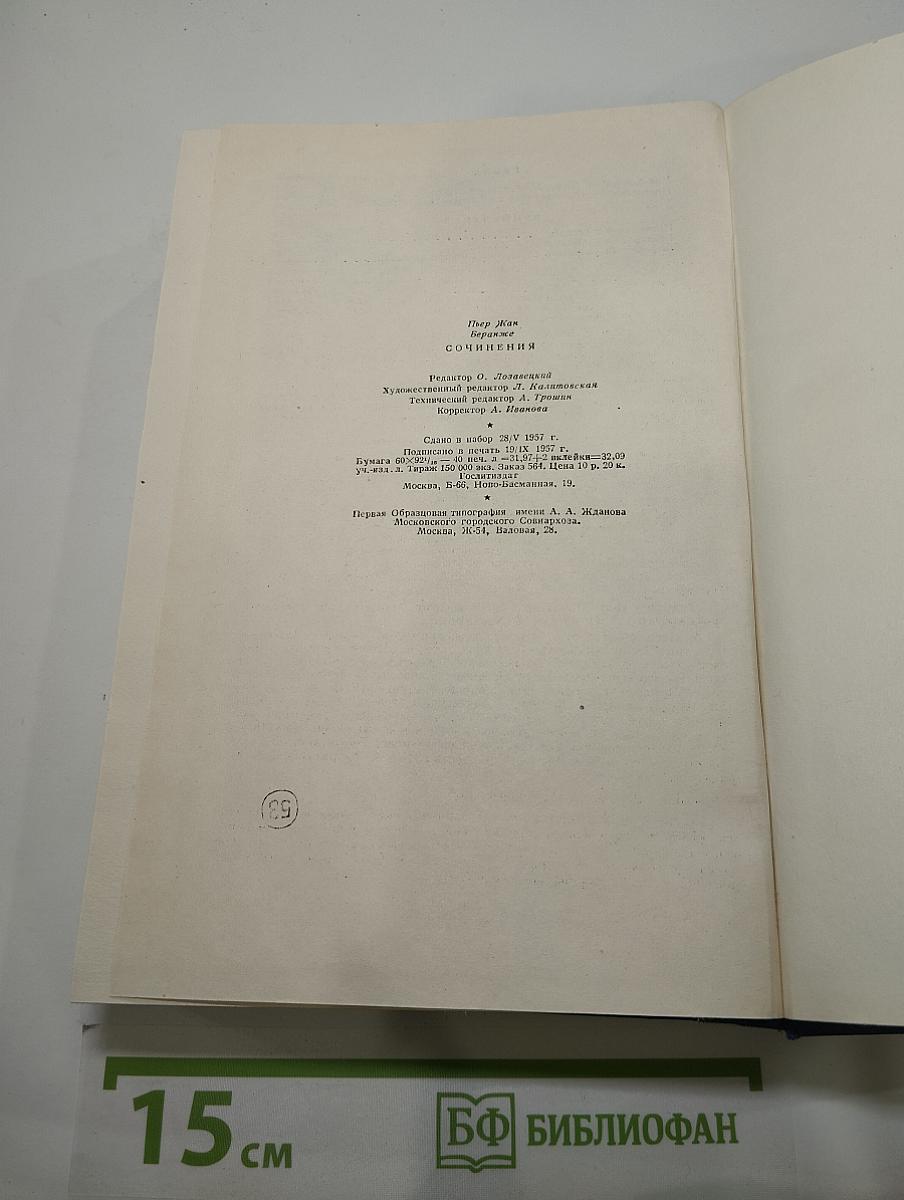 Пьер Жан
Беранже
СОЧИНЕНИЯ
Редактор О. Лозавецкий
Художественный редактор Л. Калитовская
Технический редактор А. Трошин
Корректор А. Иванова
★
Сдано в набор 28/V 1957 г.
Подписано в печать 19/IX 1957 г.
Бумага 60×92¹/₁₆ — 40 печ. л =31,97+2 вклейки=32,09
уч.-изд. л. Тираж 150 000 экз. Заказ 564. Цена 10 р. 20 к.
Гослитиздат
Москва, Б-66, Ново-Басманная, 19.
★
Первая Образцовая типография имени А. А. Жданова
Московского городского Совнархоза.
Москва, Ж-54, Валовая, 28.
53
15 см
БФ БИБЛИОФАН